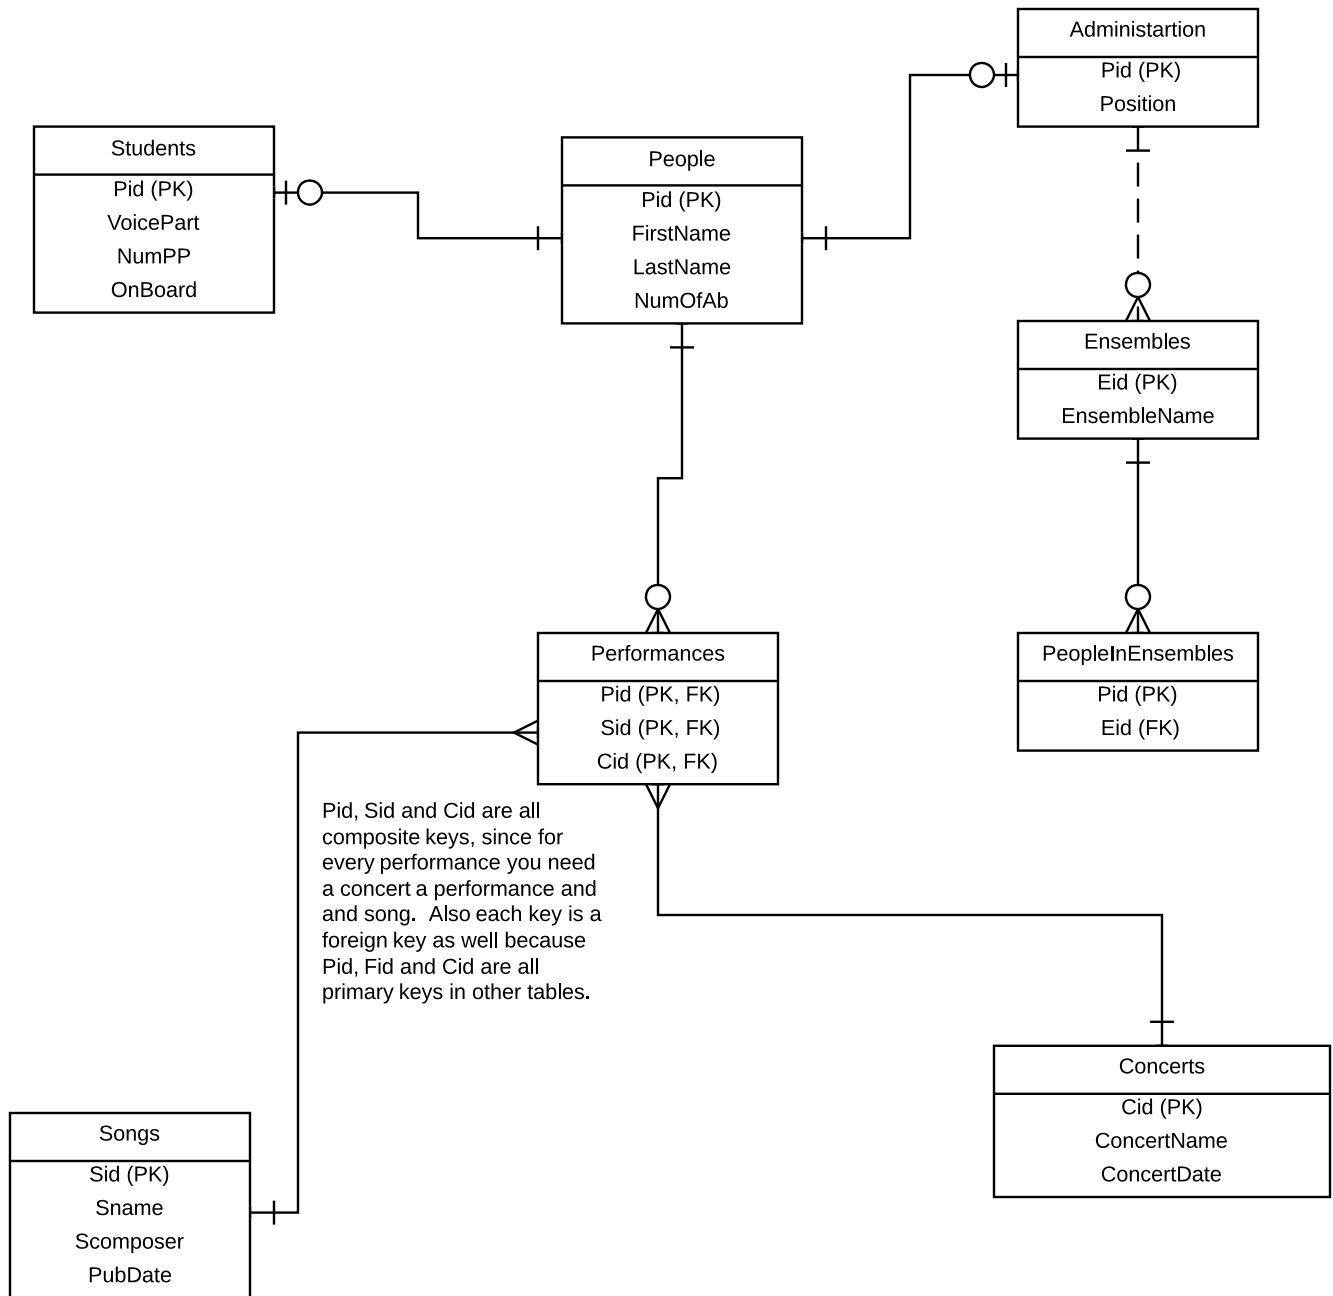 Administartion
Pid (PK)
Position
Students
Pid (PK)
VoicePart
NumPP
OnBoard
People
Pid (PK)
FirstName
LastName
NumOfAb
Ensembles
Eid (PK)
EnsembleName
Performances
Pid (PK, FK)
Sid (PK, FK)
Cid (PK, FK)
PeopleInEnsembles
Pid (PK)
Eid (FK)
Pid, Sid and Cid are all
composite keys, since for
every performance you need
a concert a performance and
and song. Also each key is a
foreign key as well because
Pid, Fid and Cid are all
primary keys in other tables.
Concerts
Cid (PK)
ConcertName
ConcertDate
Songs
Sid (PK)
Sname
Scomposer
PubDate